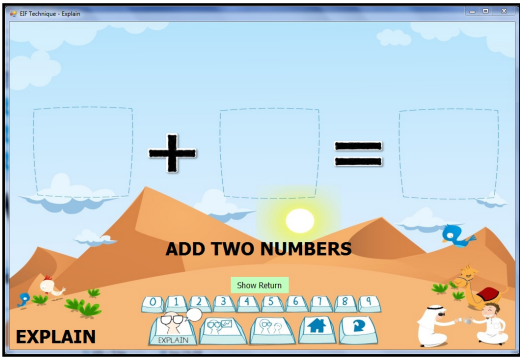 EIF Technique - Explain
+ =
ADD TWO NUMBERS
Show Return
0 1 2 3 4 5 6 7 8 9
EXPLAIN
EXPLAIN